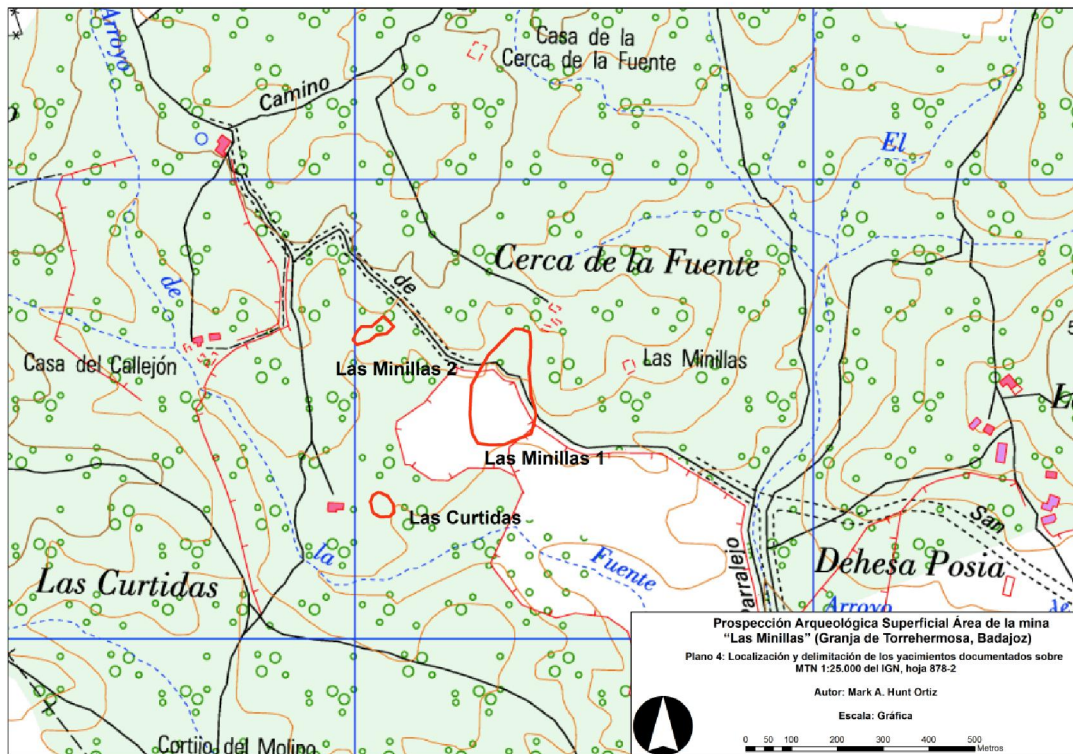 Arroyo
Camino
Casa de la
Cerca de la Fuente
El
de
de
Cerca de la Fuente
Las Minillas 2
Las Minillas
Casa del Callejón
Las Minillas 1
Las Curtidas
San
la
Fuente
Parralejo
Dehesa Posia
Las Curtidas
Arroyo
Cortijo del Molino
Prospección Arqueológica Superficial Área de la mina
“Las Minillas” (Granja de Torrehermosa, Badajoz)
Plano 4: Localización y delimitación de los yacimientos documentados sobre
MTN 1:25.000 del IGN, hoja 878-2
Autor: Mark A. Hunt Ortiz
Escala: Gráfica
0 50 100 200 300 400 500
Metros